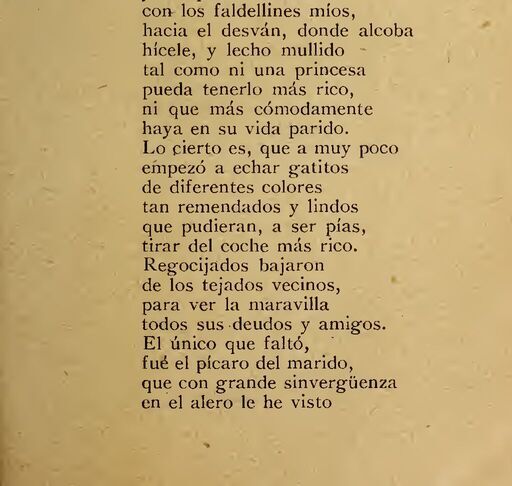 con los faldellines míos,
hacia el desván, donde alcoba
hícele, y lecho mullido
tal como ni una princesa
pueda tenerlo más rico,
ni que más cómodamente
haya en su vida parido.
Lo cierto es, que a muy poco
empezó a echar gatitos
de diferentes colores
tan remendados y lindos
que pudieran, a ser pías,
tirar del coche más rico.
Regocijados bajaron
de los tejados vecinos,
para ver la maravilla
todos sus deudos y amigos.
El único que faltó,
fué el pícaro del marido,
que con grande sinvergüenza
en el alero le he visto